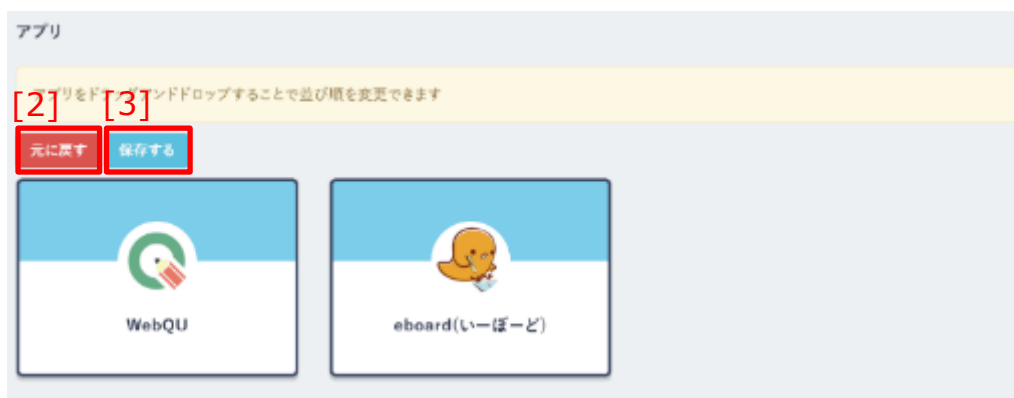 アプリ
アプリをドラッグアンドドロップすることで並び順を変更できます
[2] [3]
元に戻す 保存する
WebQU eboard(いーぼーど)